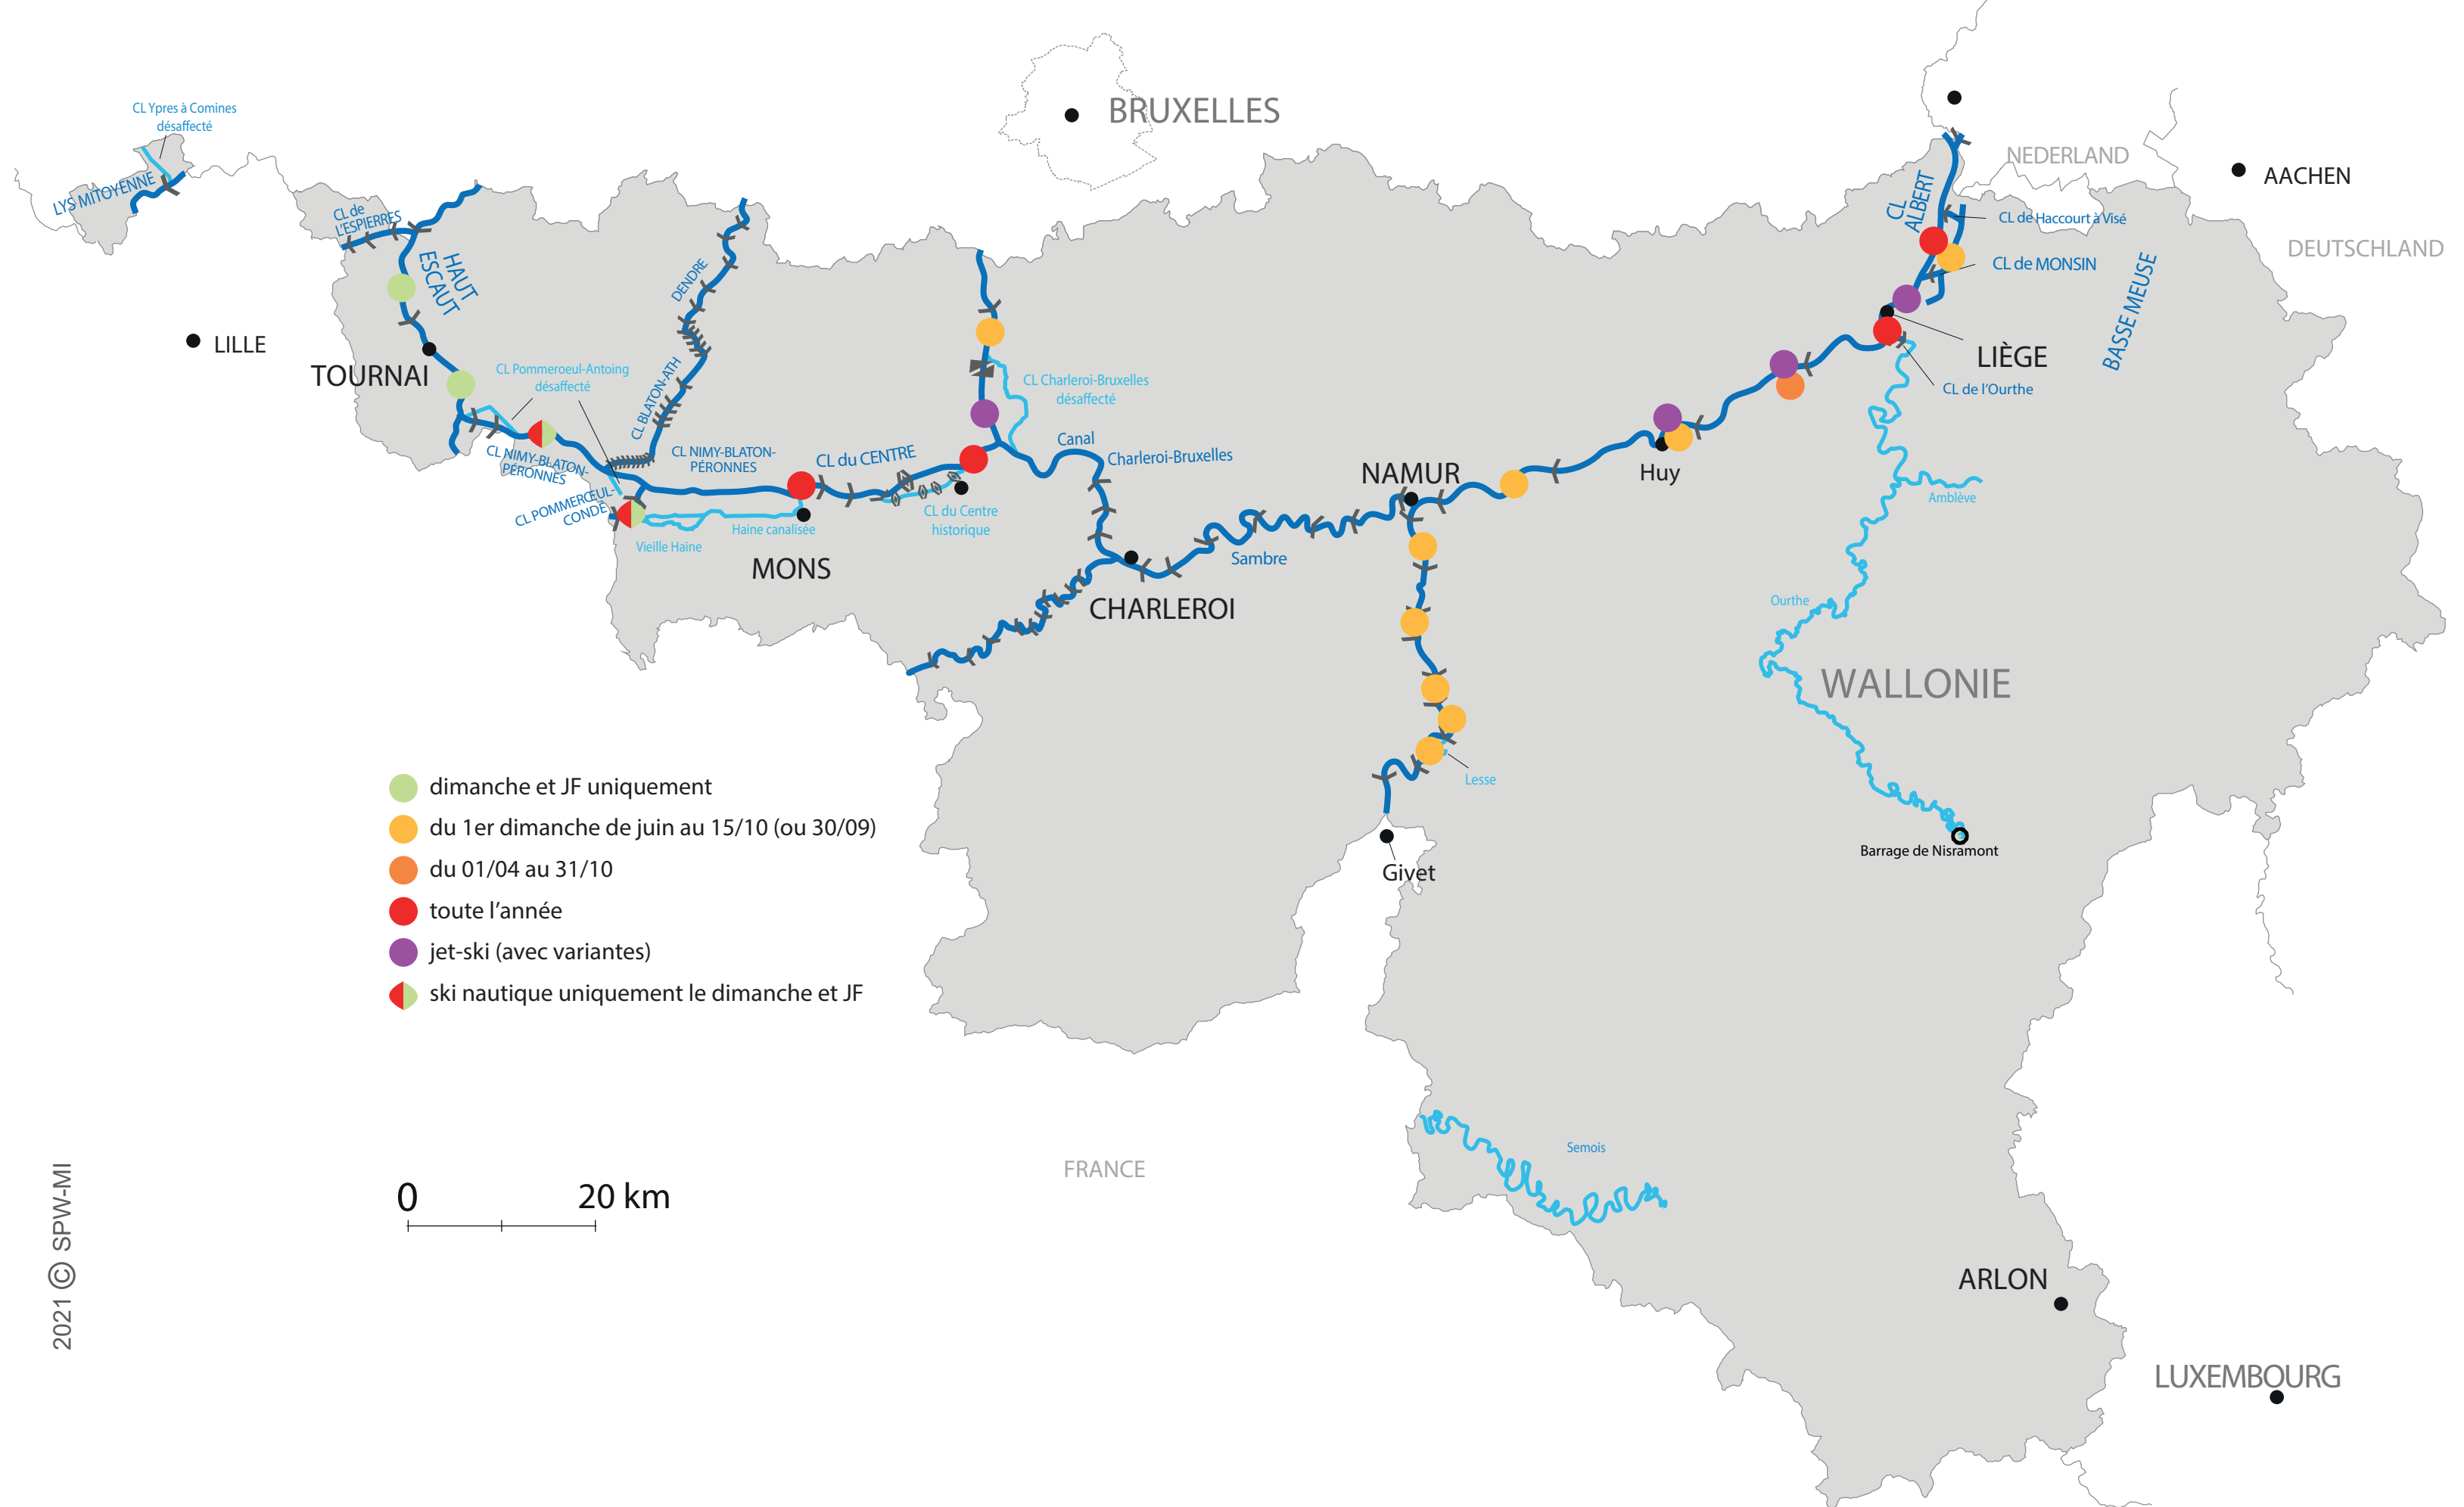 BRUXELLES
CL Ypres à Comines
désaffecté
NEDERLAND
AACHEN
LYS MITOYENNE
CL de
L'ESPIERRES
CL
ALBERT
CL de Haccourt à Visé
DEUTSCHLAND
HAUT
ESCAUT
DENDRE
CL de MONSIN
BASSE MEUSE
LILLE
LIÈGE
TOURNAI
CL Pommeroeul-Antoing
désaffecté
CL BLATON-ATH
CL Charleroi-Bruxelles
désaffecté
CL de l'Ourthe
CL NIMY-BLATON-
PÉRONNES
CL NIMY-BLATON-
PÉRONNES
CL du CENTRE
Canal
Charleroi-Bruxelles
NAMUR
Huy
Amblève
CL POMMERŒUL-
CONDÉ
CL du Centre
historique
Haine canalisée
Vieille Haine
MONS
Sambre
CHARLEROI
Ourthe
WALLONIE
Lesse
dimanche et JF uniquement
du 1er dimanche de juin au 15/10 (ou 30/09)
du 01/04 au 31/10
toute l'année
jet-ski (avec variantes)
ski nautique uniquement le dimanche et JF
Barrage de Nisramont
Givet
Semois
FRANCE
0 20 km
2021 © SPW-MI
ARLON
LUXEMBOURG